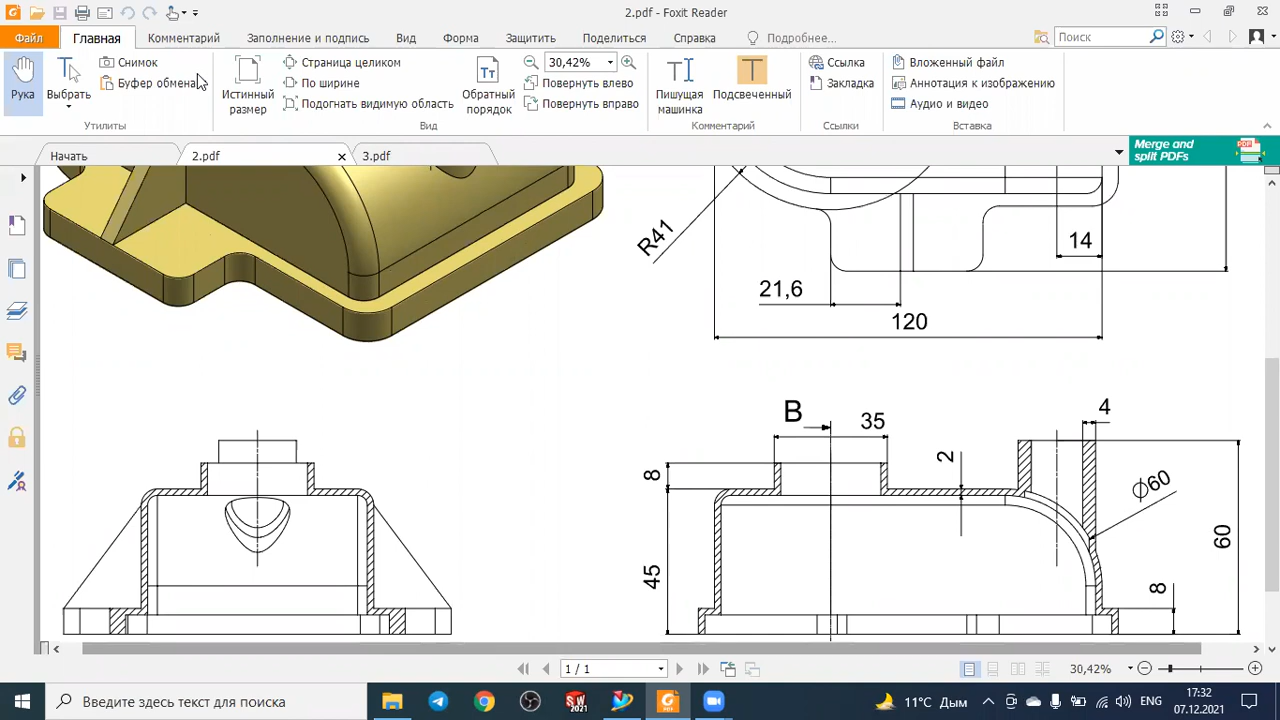 2.pdf - Foxit Reader
Файл
Главная
Комментарий
Заполнение и подпись
Вид
Форма
Защитить
Поделиться
Справка
Подробнее...
Поиск
Рука
Выбрать
Снимок
Буфер обмена
Утилиты
Истинный размер
Страница целиком
По ширине
Подогнать видимую область
Обратный порядок
30,42%
Повернуть влево
Повернуть вправо
Вид
Пишущая машинка
Подсвеченный
Комментарий
Ссылка
Закладка
Ссылки
Вложенный файл
Аннотация к изображению
Аудио и видео
Вставка
Начать
2.pdf
3.pdf
Merge and
split PDFs
R41
14
21,6
120
B
35
4
8
2
Ø60
45
60
8
1 / 1
30,42%
Введите здесь текст для поиска
SW
2021
PDF
11°C Дым
ENG
17:32
07.12.2021